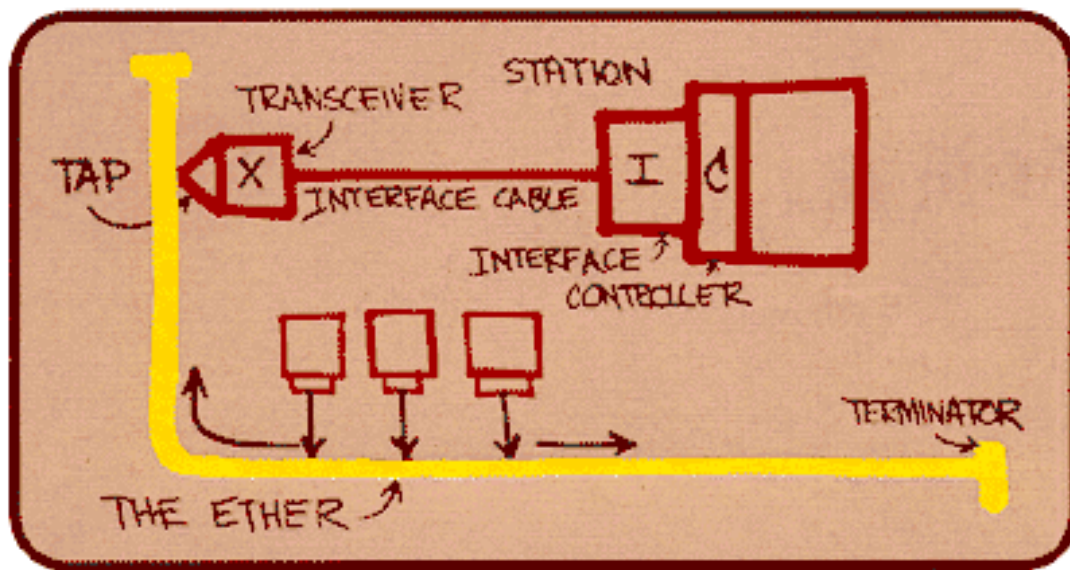 STATION
TRANSCEIVER
TAP
X
I
C
INTERFACE CABLE
INTERFACE
CONTROLLER
TERMINATOR
THE ETHER